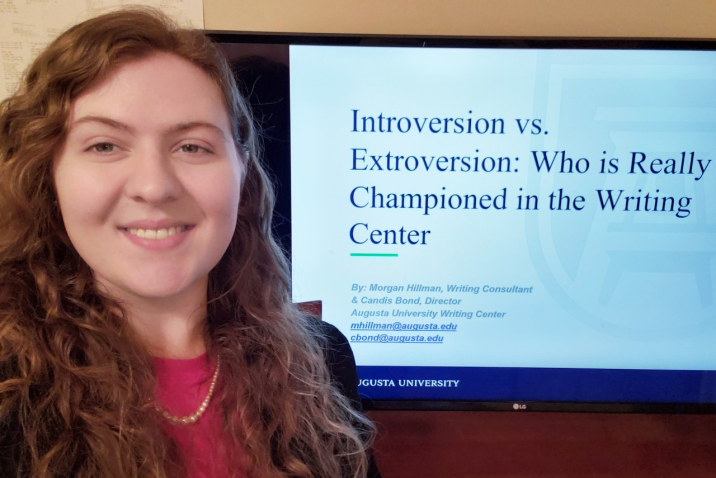 Introversion vs.
Extroversion: Who is Really
Championed in the Writing
Center
By: Morgan Hillman, Writing Consultant
& Candis Bond, Director
Augusta University Writing Center
mhillman@augusta.edu
cbond@augusta.edu
UGUSTA UNIVERSITY
LG